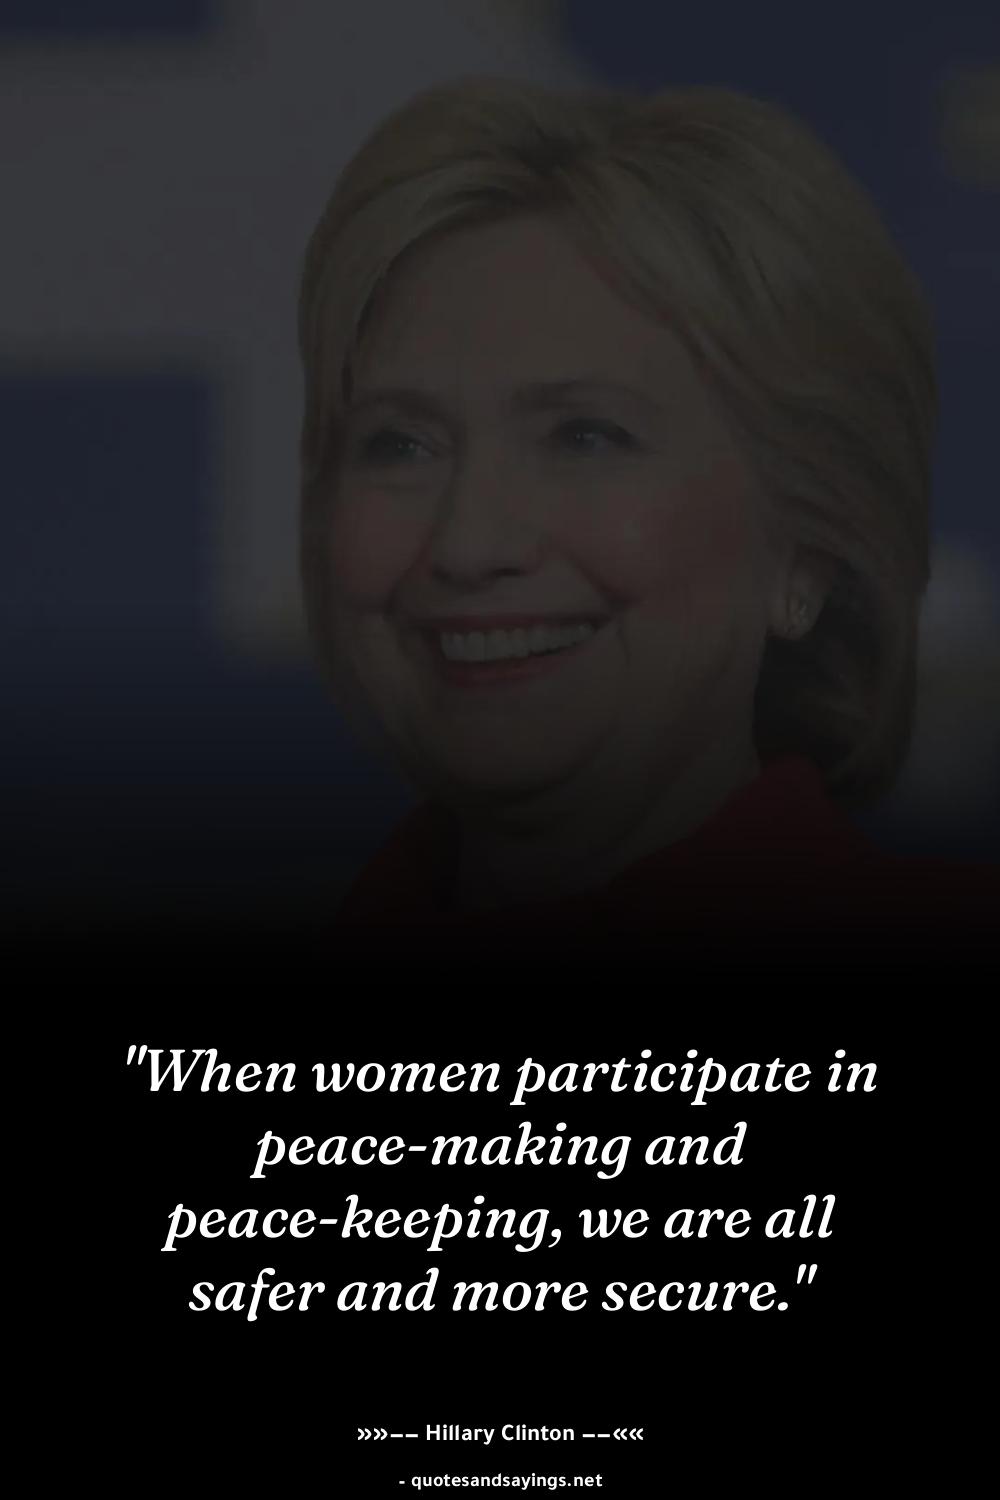 "When women participate in
peace-making and
peace-keeping, we are all
safer and more secure."
»»–– Hillary Clinton ––««
- quotesandsayings.net